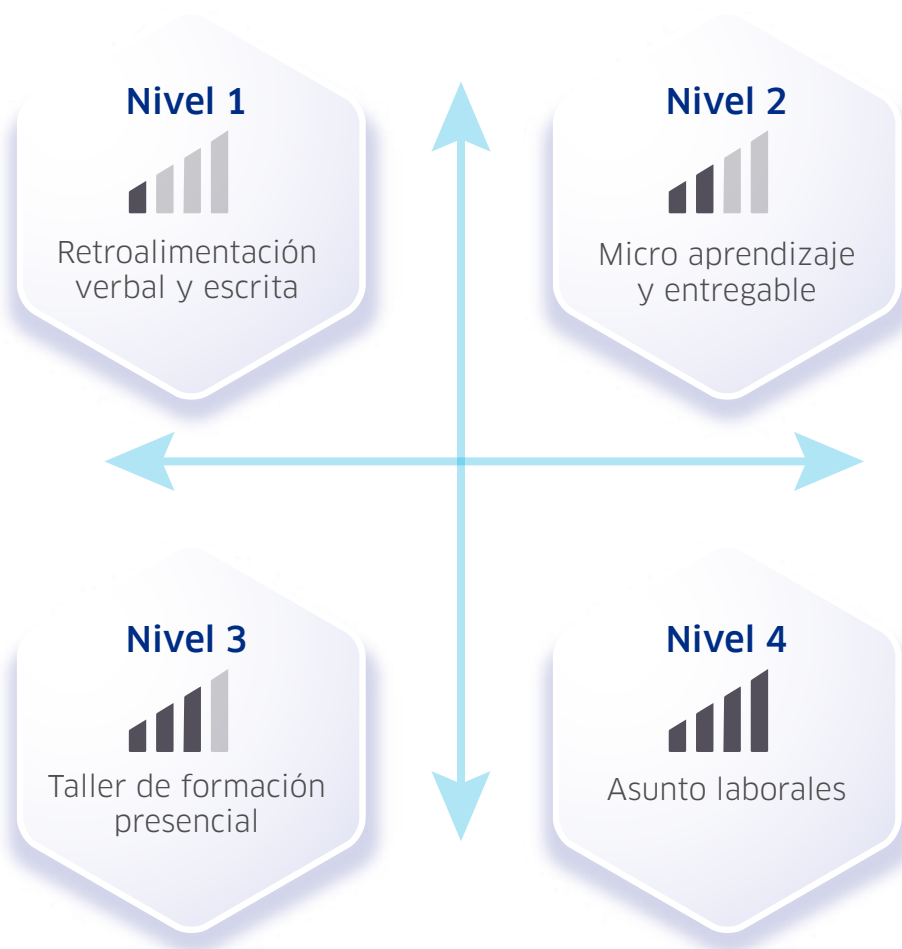 Nivel 1
Retroalimentación
verbal y escrita
Nivel 2
Micro aprendizaje
y entregable
Nivel 3
Taller de formación
presencial
Nivel 4
Asunto laborales